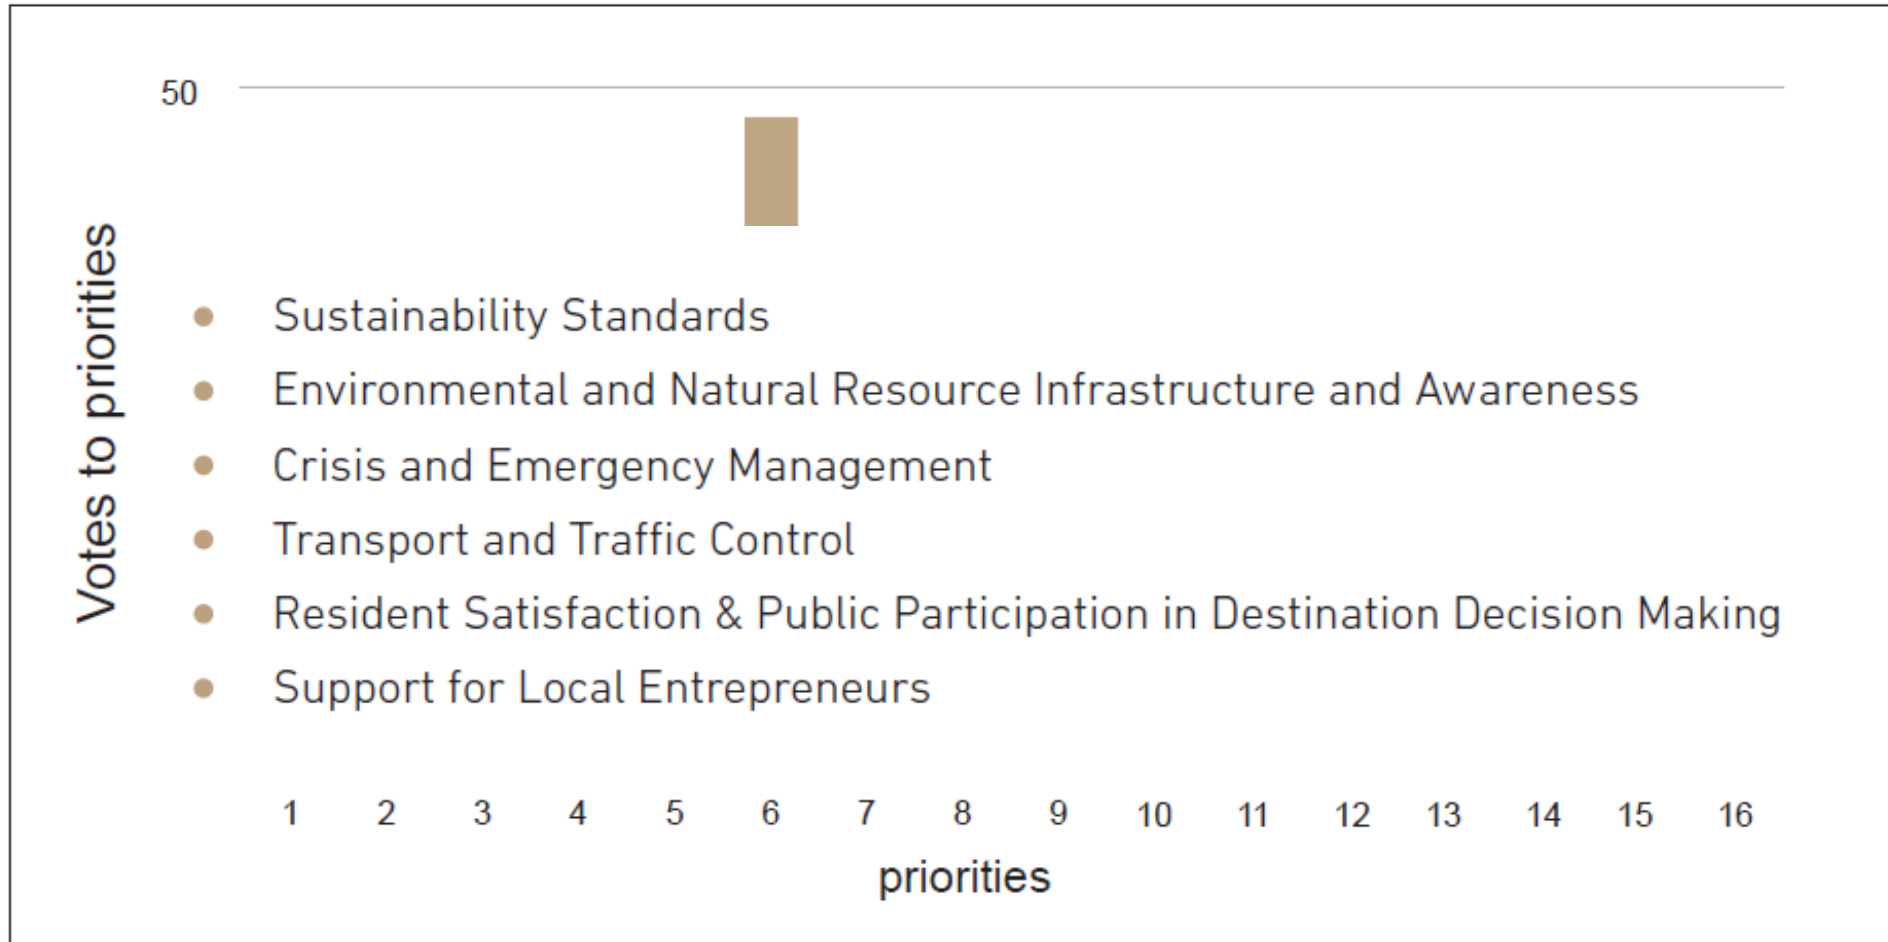 50
Votes to priorities
● Sustainability Standards
● Environmental and Natural Resource Infrastructure and Awareness
● Crisis and Emergency Management
● Transport and Traffic Control
● Resident Satisfaction & Public Participation in Destination Decision Making
● Support for Local Entrepreneurs
1 2 3 4 5 6 7 8 9 10 11 12 13 14 15 16
priorities